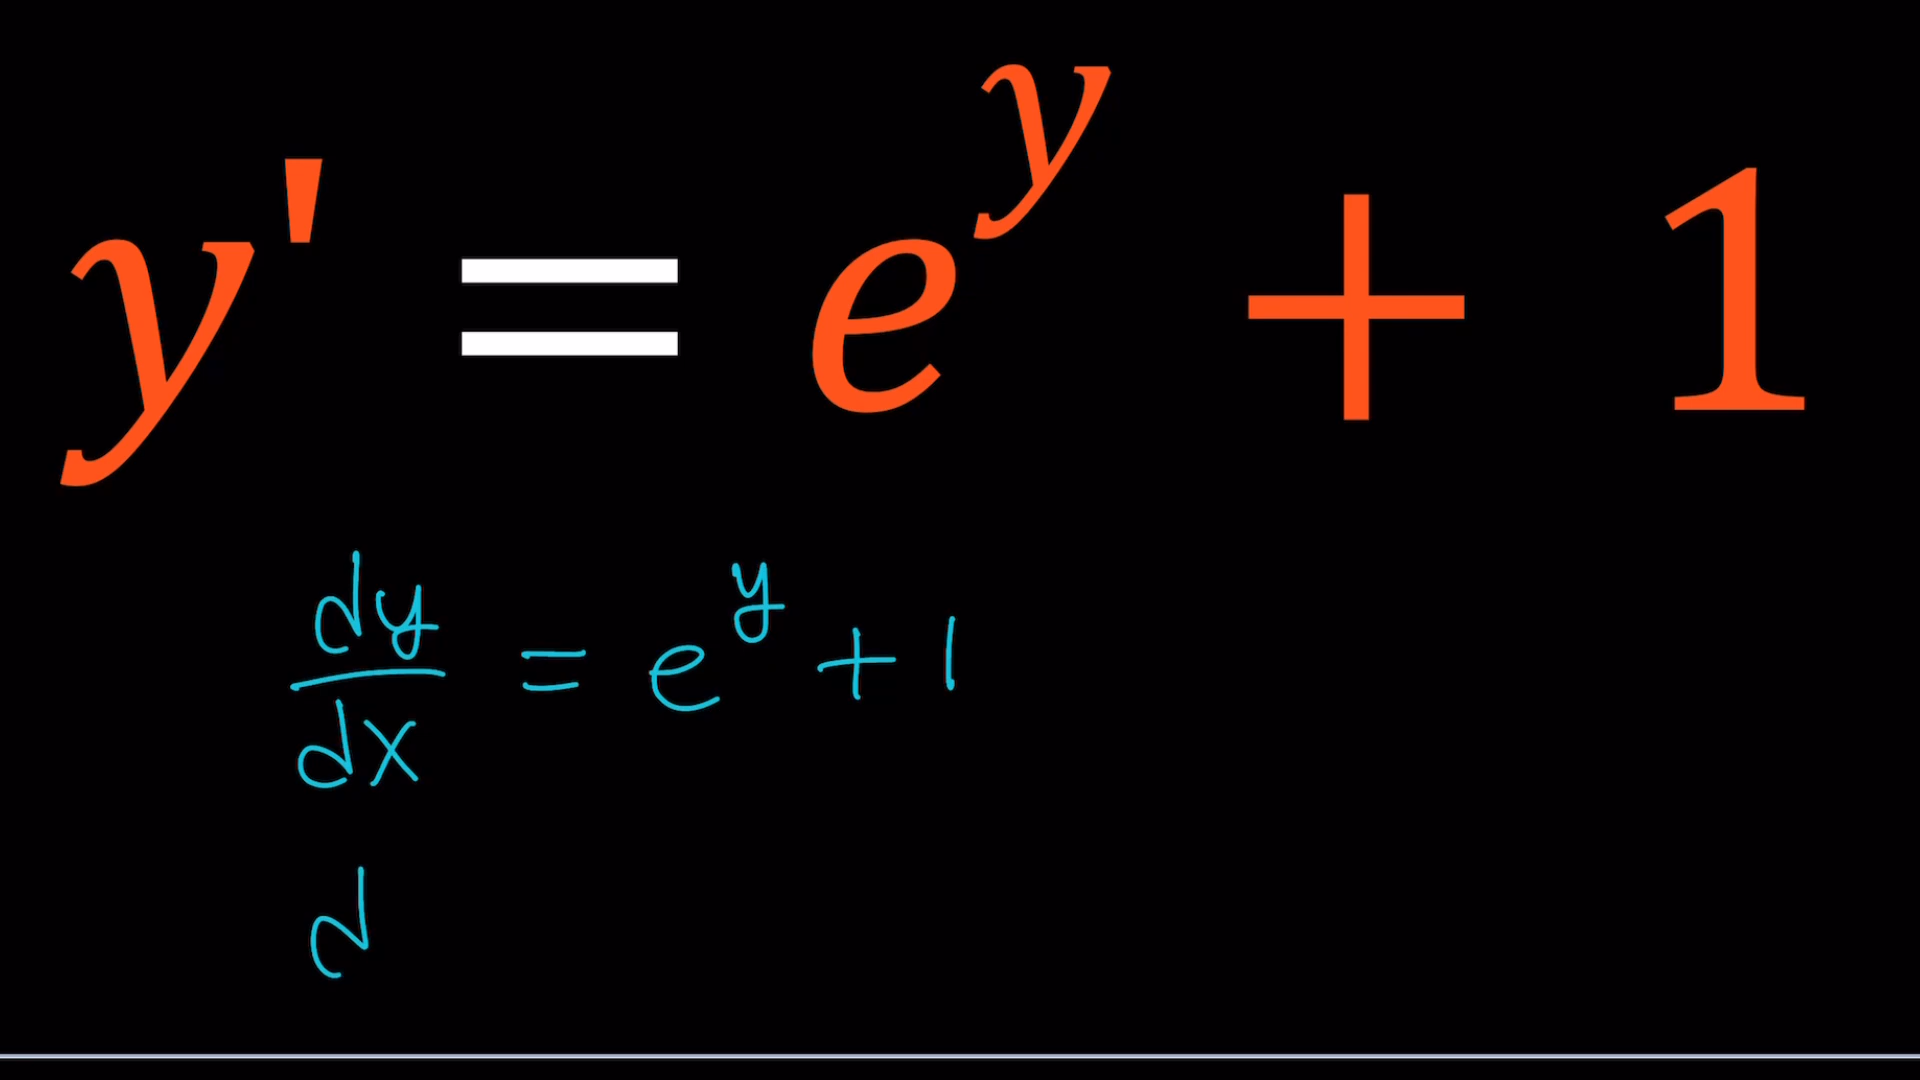 y' = e^y + 1
dy/dx = e^y + 1
d